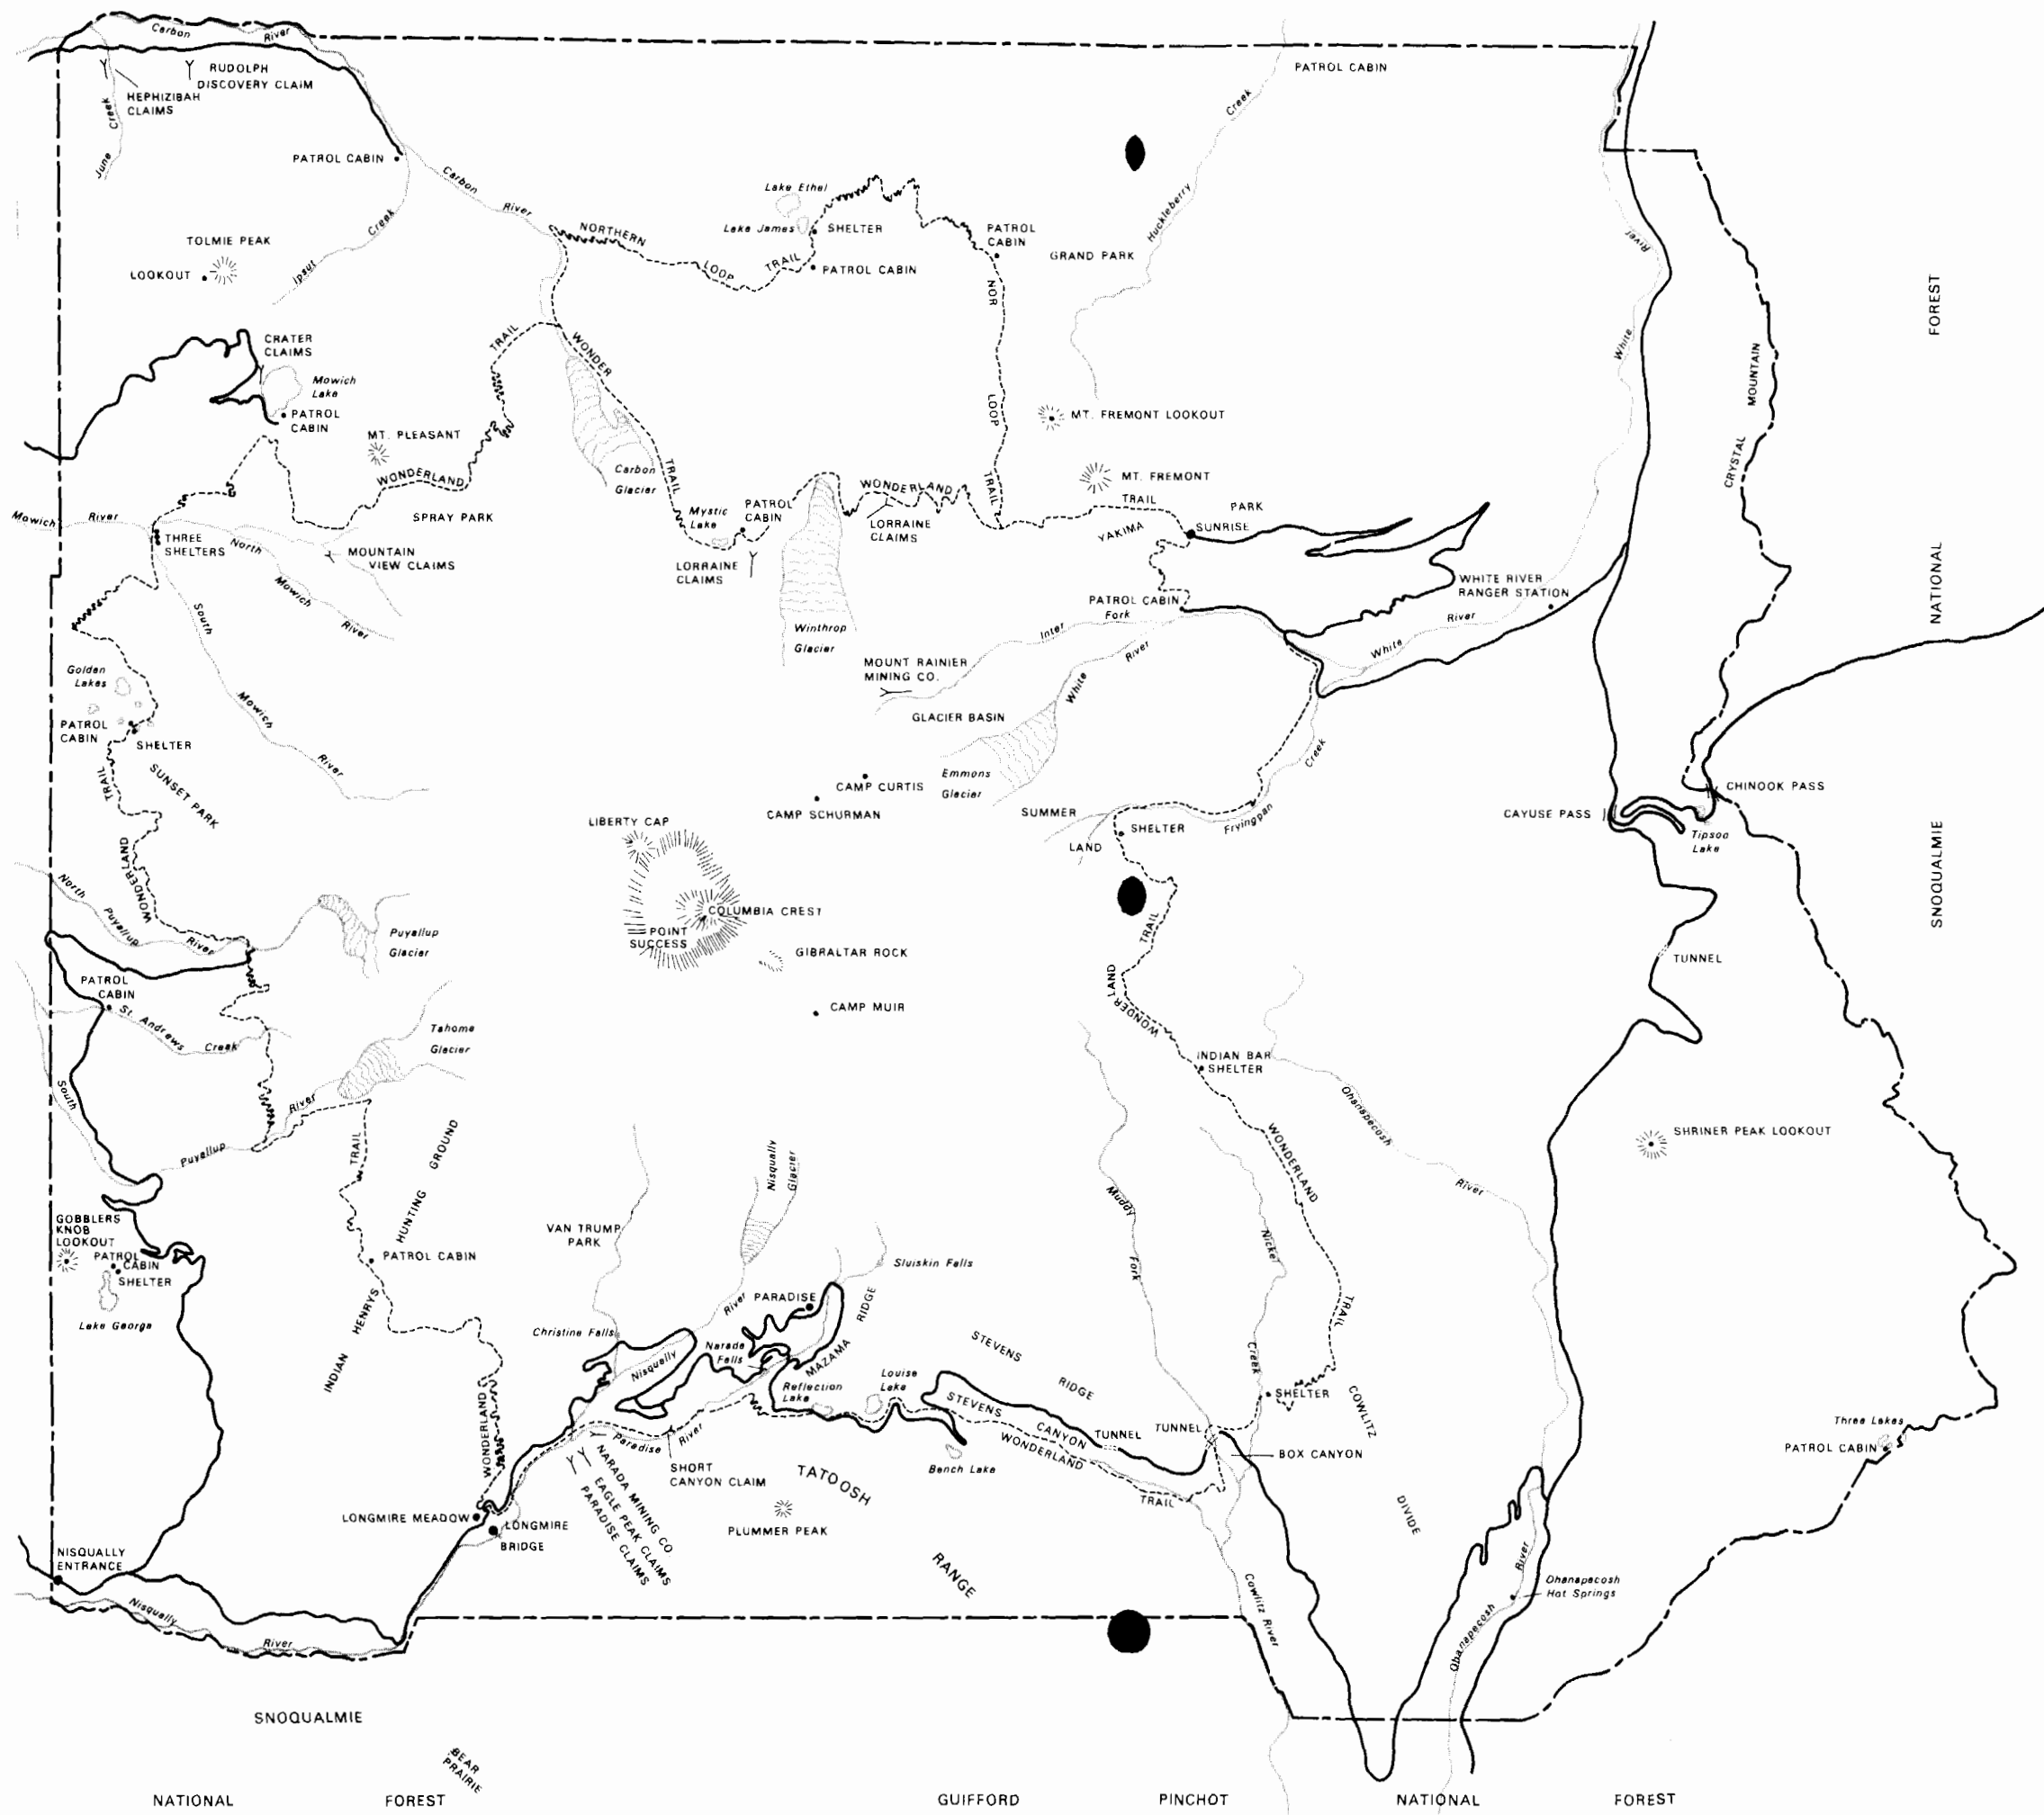 Carbon River
PATROL CABIN
RUDOLPH
DISCOVERY CLAIM
HEPHIZIBAH
CLAIMS
June Creek
Creek
PATROL CABIN
Carbon River
Huckleberry
Lake Ethel
Lake James
SHELTER
NORTHERN LOOP TRAIL
PATROL
CABIN
GRAND PARK
TOLMIE PEAK
LOOKOUT
Ipsut Creek
PATROL CABIN
White River
FOREST
NOR LOOP TRAIL
CRATER
CLAIMS
Mowich
Lake
PATROL
CABIN
TRAIL
WONDER
TRAIL
MT. PLEASANT
WONDERLAND
MT. FREMONT LOOKOUT
CRYSTAL MOUNTAIN
Carbon
Glacier
MT. FREMONT
WONDERLAND
TRAIL
PARK
YAKIMA
SUNRISE
Mowich River
SPRAY PARK
Mystic
Lake
PATROL
CABIN
LORRAINE
CLAIMS
THREE
SHELTERS
North Mowich River
MOUNTAIN
VIEW CLAIMS
LORRAINE
CLAIMS
NATIONAL
WHITE RIVER
RANGER STATION
PATROL CABIN
South Mowich River
Winthrop
Glacier
Inter Fork
White River
White River
MOUNT RAINIER
MINING CO.
Golden
Lakes
PATROL
CABIN
SHELTER
GLACIER BASIN
SUNSET PARK
TRAIL
WONDERLAND
Emmons
Glacier
CAMP CURTIS
CAMP SCHURMAN
SUMMER
LAND
SHELTER
Fryingpan Creek
CAYUSE PASS
CHINOOK PASS
Tipsoo
Lake
SNOQUALMIE
LIBERTY CAP
COLUMBIA CREST
POINT
SUCCESS
GIBRALTAR ROCK
North Puyallup River
Puyallup
Glacier
TRAIL
WONDER LAND
TUNNEL
PATROL
CABIN
St. Andrews Creek
CAMP MUIR
Tahoma
Glacier
INDIAN BAR
SHELTER
South
Puyallup River
Ohanapecosh River
SHRINER PEAK LOOKOUT
TRAIL
INDIAN HENRYS HUNTING GROUND
WONDERLAND
TRAIL
Nisqually
Glacier
Muddy Fork
Nickel Creek
GOBBLERS
KNOB
LOOKOUT
PATROL
CABIN
SHELTER
Lake George
PATROL CABIN
VAN TRUMP
PARK
Sluiskin Falls
River
PARADISE
MAZAMA RIDGE
Christine Falls
Nisqually
Narada
Falls
STEVENS RIDGE
Reflection
Lake
Louise
Lake
SHELTER
STEVENS CANYON
TUNNEL
TUNNEL
COWLITZ DIVIDE
WONDERLAND
Paradise River
WONDERLAND TRAIL
BOX CANYON
Three Lakes
PATROL CABIN
SHORT
CANYON CLAIM
Bench Lake
TATOOSH RANGE
NARADA MINING CO.
EAGLE PEAK CLAIMS
PARADISE CLAIMS
PLUMMER PEAK
LONGMIRE MEADOW
LONGMIRE
BRIDGE
NISQUALLY
ENTRANCE
Nisqually River
Cowlitz River
Ohanapecosh River
Ohanapecosh
Hot Springs
SNOQUALMIE
BEAR
PRAIRIE
NATIONAL FOREST
GUIFFORD PINCHOT NATIONAL FOREST